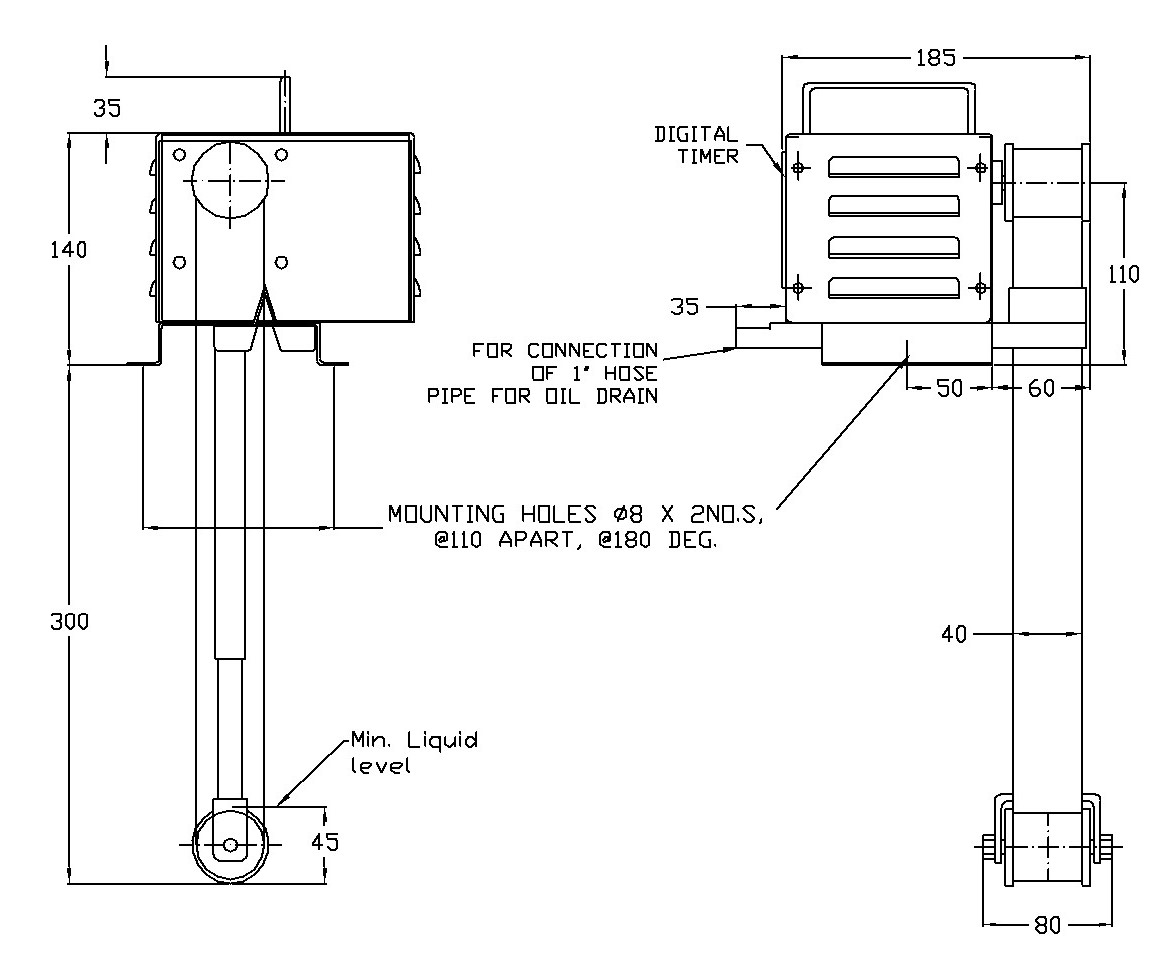 185
35
DIGITAL
TIMER
140
110
35
FOR CONNECTION
OF 1" HOSE
PIPE FOR OIL DRAIN
50
60
MOUNTING HOLES Ø8 X 2NO.S,
@110 APART, @180 DEG.
300
40
Min. Liquid
level
45
80